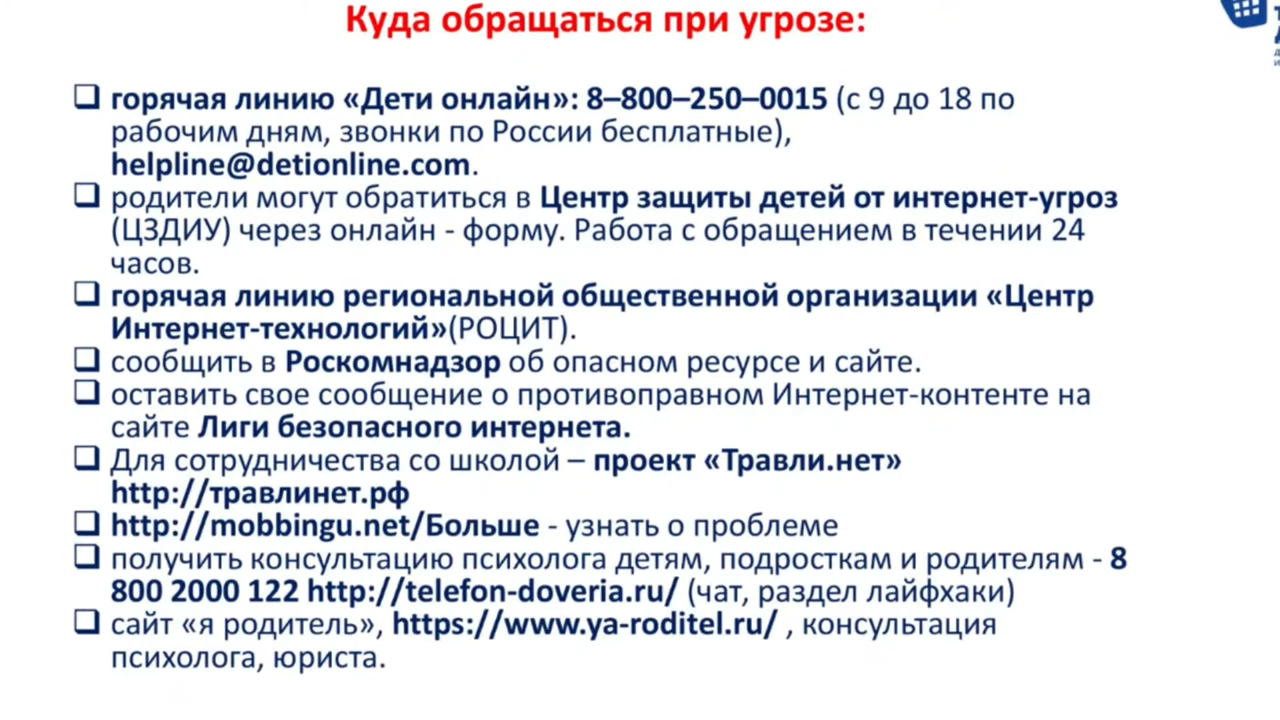 Куда обращаться при угрозе:
горячая линию «Дети онлайн»: 8–800–250–0015 (с 9 до 18 по
рабочим дням, звонки по России бесплатные),
helpline@detionline.com.
родители могут обратиться в Центр защиты детей от интернет-угроз
(ЦЗДИУ) через онлайн - форму. Работа с обращением в течении 24
часов.
горячая линию региональной общественной организации «Центр
Интернет-технологий»(РОЦИТ).
сообщить в Роскомнадзор об опасном ресурсе и сайте.
оставить свое сообщение о противоправном Интернет-контенте на
сайте Лиги безопасного интернета.
Для сотрудничества со школой – проект «Травли.нет»
http://травлинет.рф
http://mobbingu.net/Больше - узнать о проблеме
получить консультацию психолога детям, подросткам и родителям - 8
800 2000 122 http://telefon-doveria.ru/ (чат, раздел лайфхаки)
сайт «я родитель», https://www.ya-roditel.ru/ , консультация
психолога, юриста.